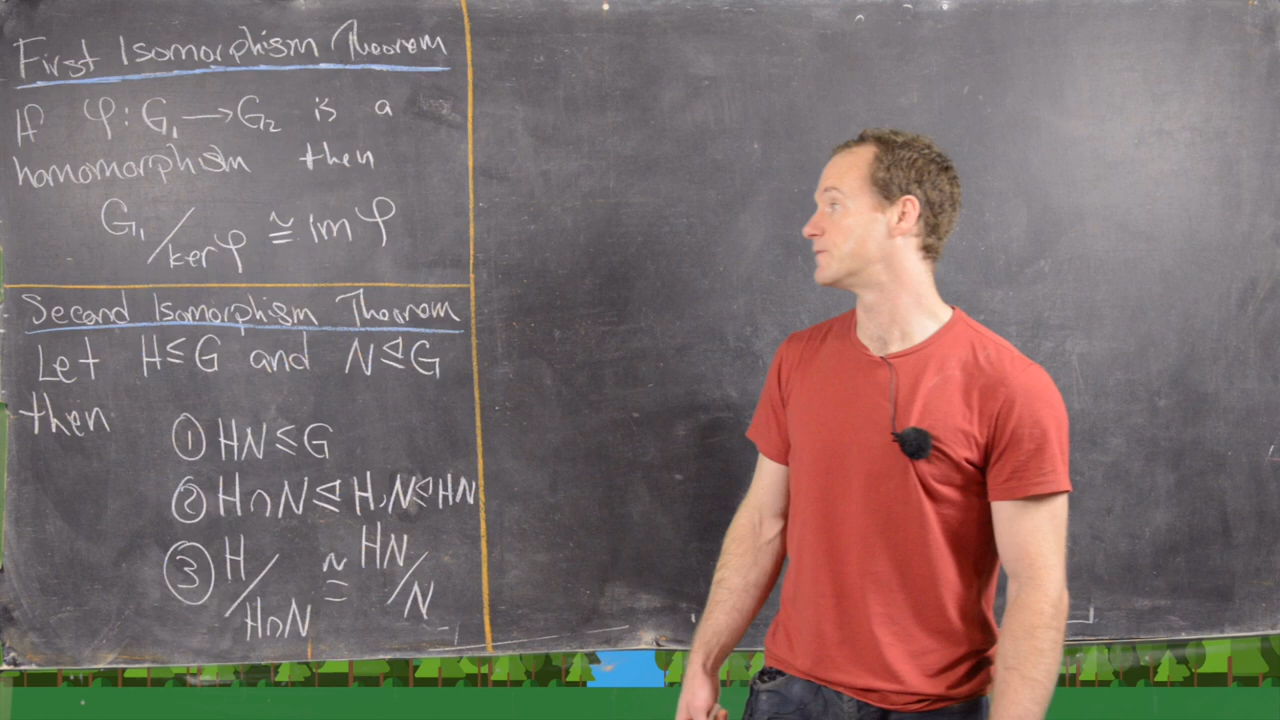 First Isomorphism Theorem
If φ: G₁ → G₂ is a
homomorphism then
G₁/ker φ ≅ im φ
Second Isomorphism Theorem
Let H ≤ G and N ⊴ G
then
① HN ≤ G
② H∩N ⊴ H, N ⊴ HN
③ H/H∩N ≅ HN/N